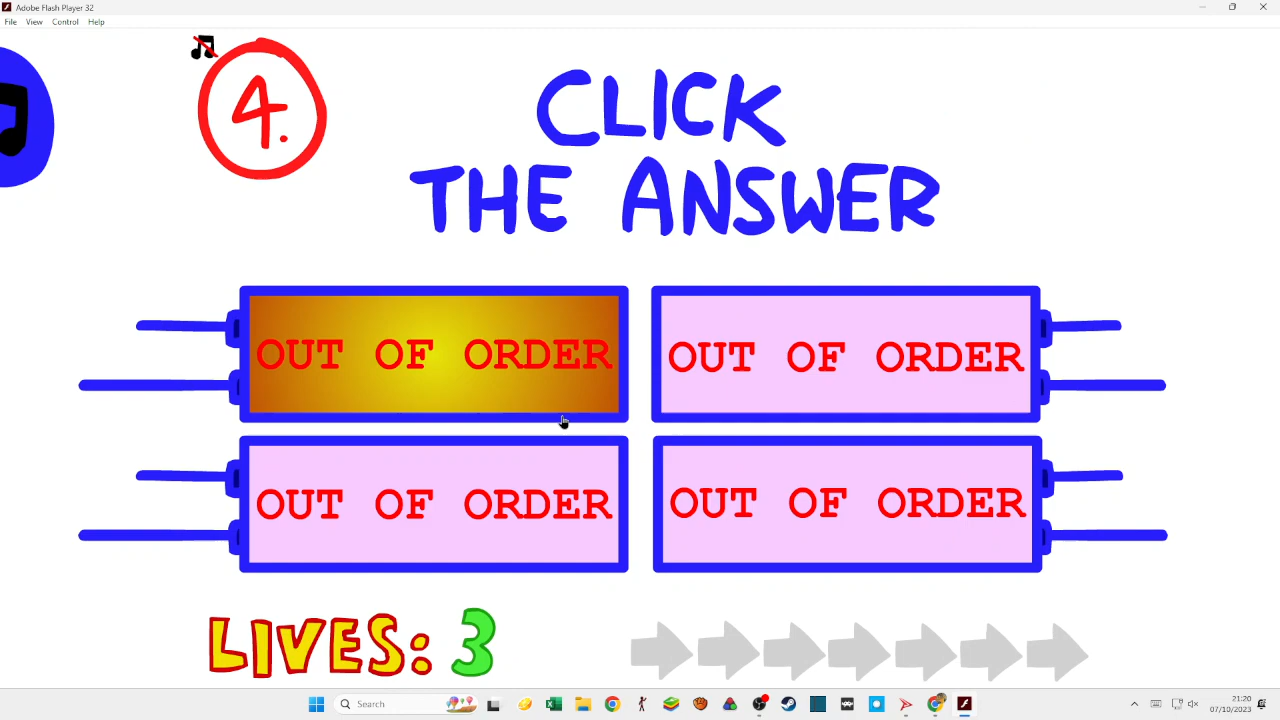 Adobe Flash Player 32
File View Control Help
4.
CLICK
THE ANSWER
OUT OF ORDER
OUT OF ORDER
OUT OF ORDER
OUT OF ORDER
LIVES: 3
Search
21:20
07/10/2023